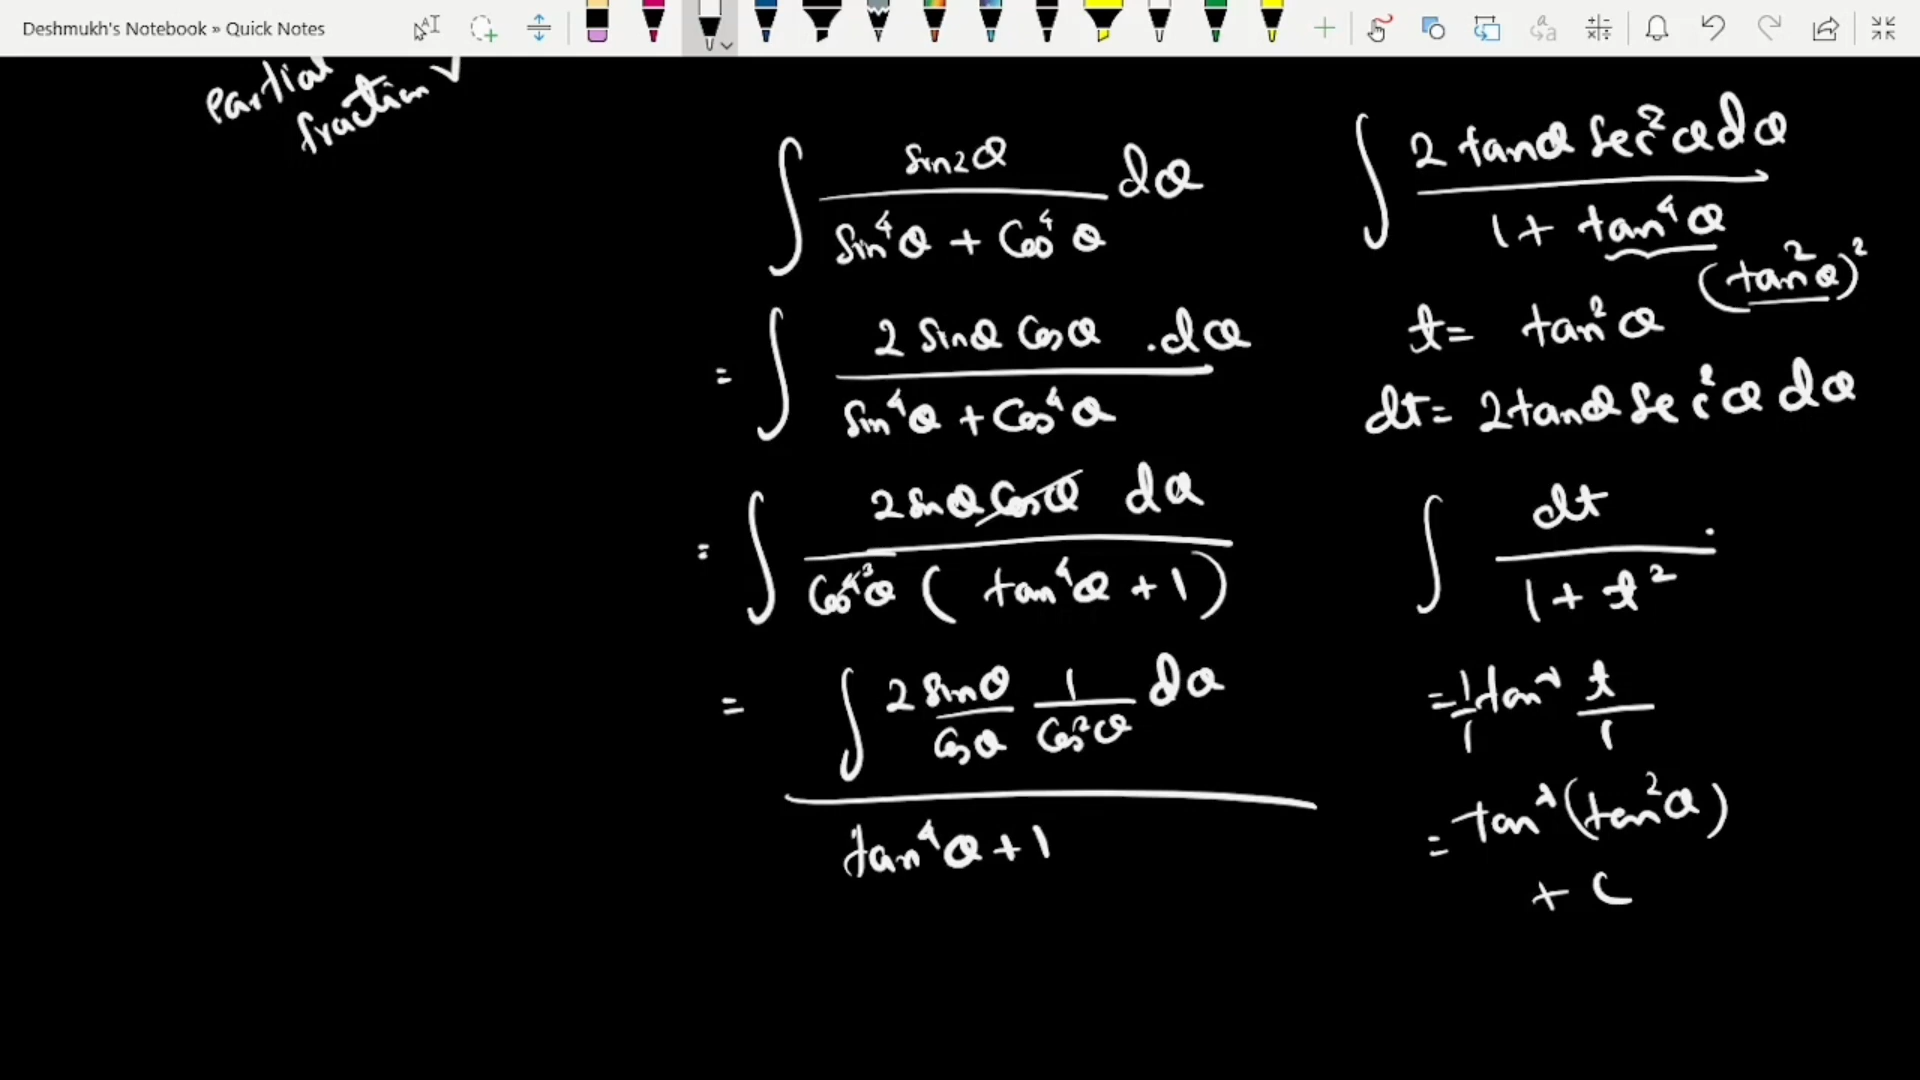 Deshmukh's Notebook » Quick Notes
Partial
fraction ✓
∫ sin2θ / (sin⁴θ + cos⁴θ) dθ
= ∫ 2 sinθ cosθ . dθ / (sin⁴θ + cos⁴θ)
= ∫ 2 sinθ cosθ dθ / (cos⁴³θ (tan⁴θ + 1))
= ∫ 2 sinθ/cosθ 1/cos²θ dθ / (tan⁴θ + 1)
∫ 2 tanθ sec²θ dθ / (1 + tan⁴θ)
(tan²θ)²
t = tan²θ
dt = 2tanθ sec²θ dθ
∫ dt / (1 + t²) .
= 1/1 tan⁻¹ t/1
= tan⁻¹(tan²θ)
+ C